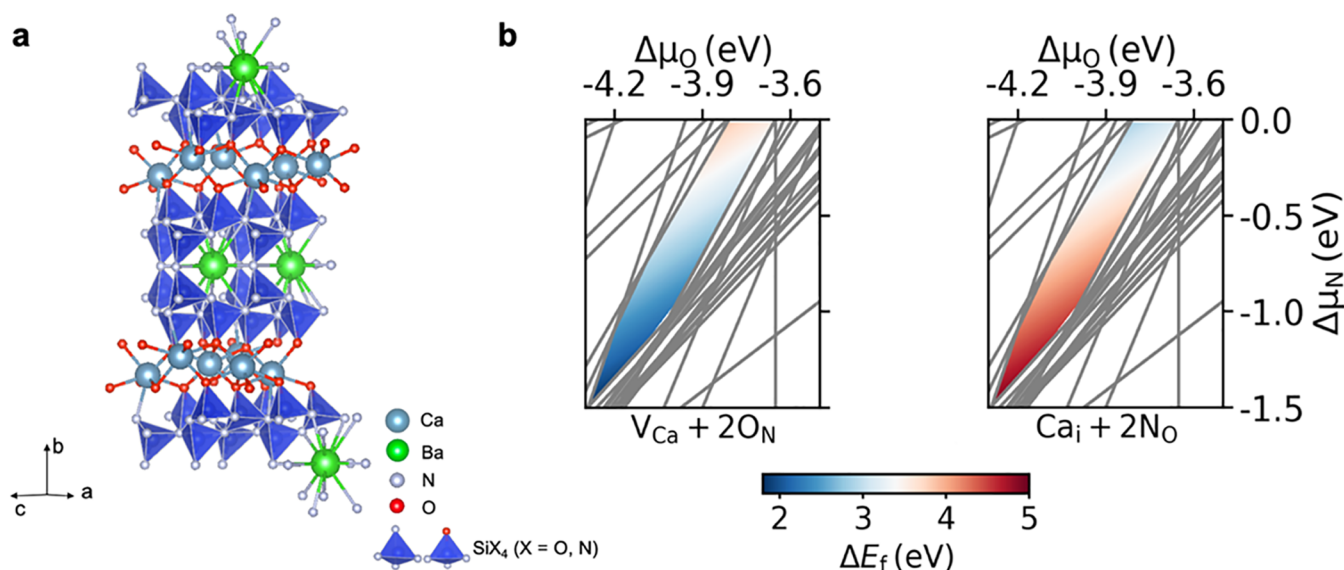 a
b
Δμ_O (eV)
Δμ_O (eV)
-4.2 -3.9 -3.6
-4.2 -3.9 -3.6
0.0
-0.5
-1.0
-1.5
Δμ_N (eV)
V_Ca + 2O_N
Ca_i + 2N_O
Ca
Ba
N
O
SiX₄ (X = O, N)
b
a
c
2 3 4 5
ΔE_f (eV)